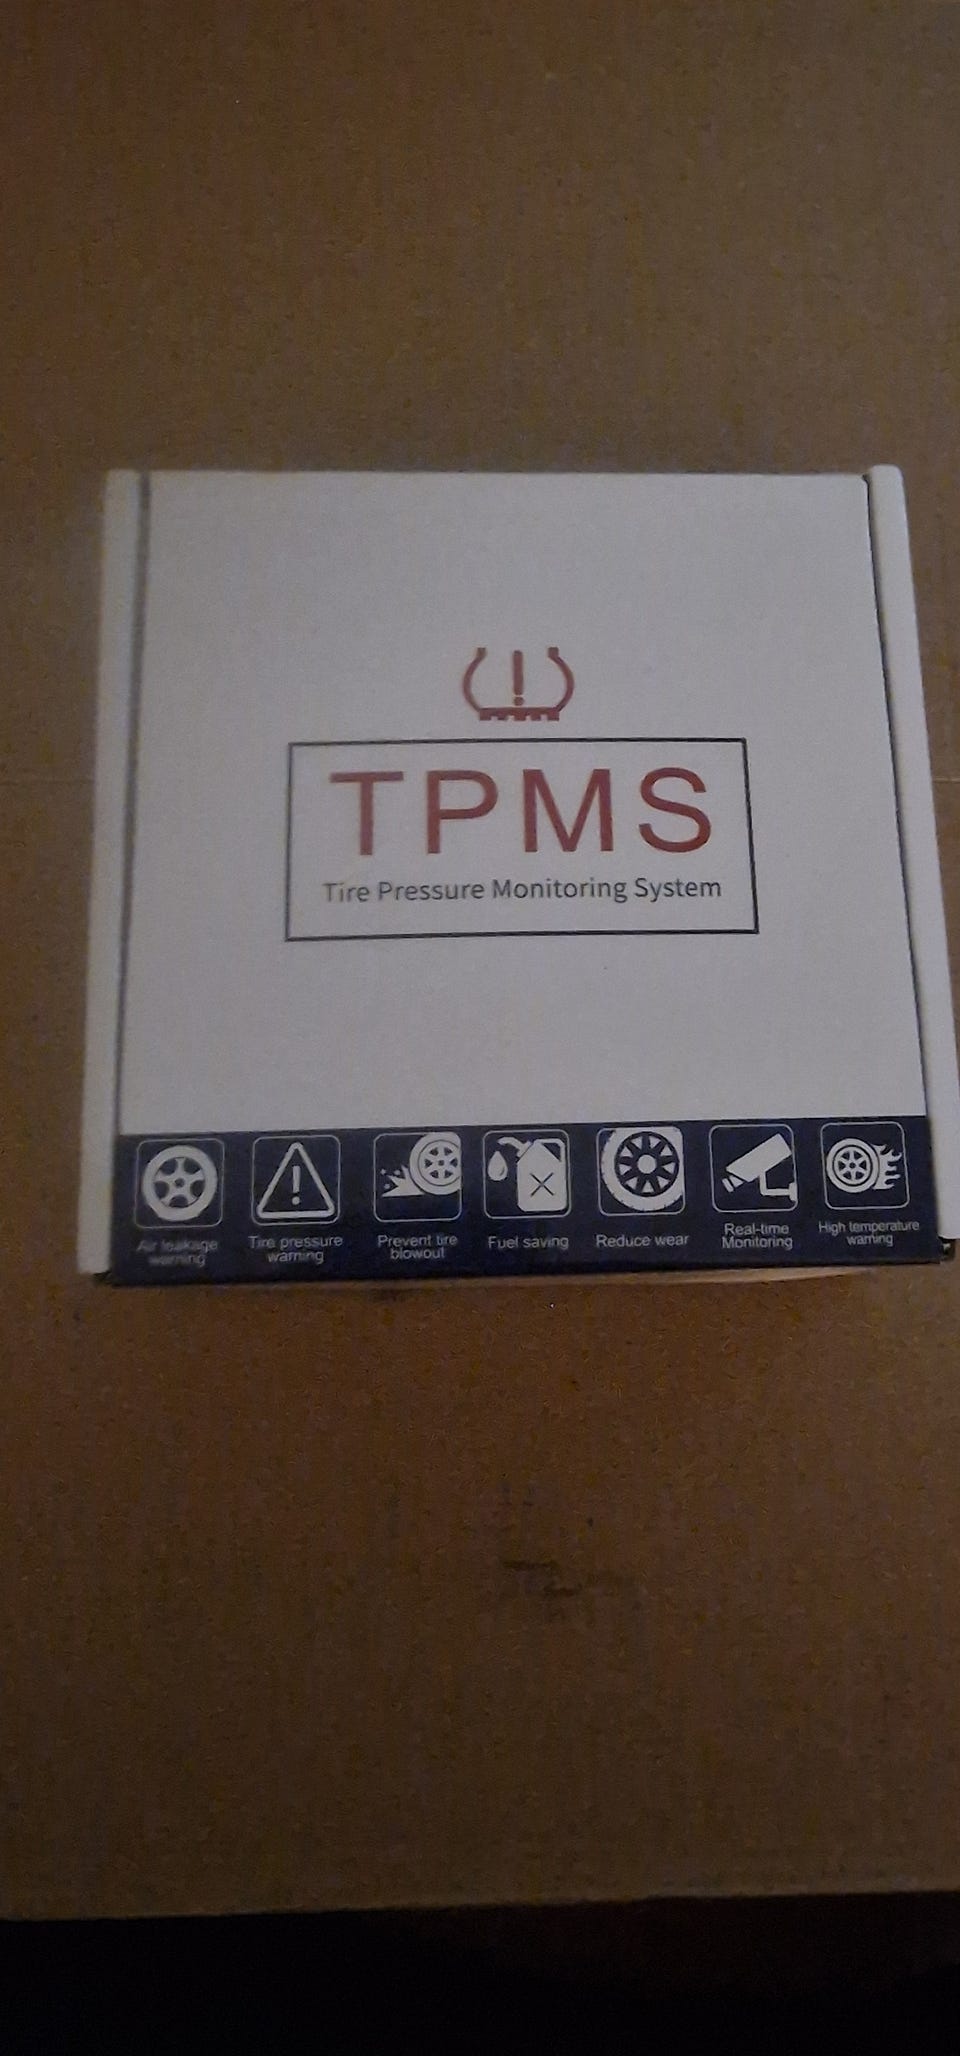 TPMS
Tire Pressure Monitoring System
Air leakage
warning
Tire pressure
warning
Prevent tire
blowout
Fuel saving
Reduce wear
Real-time
Monitoring
High temperature
warning